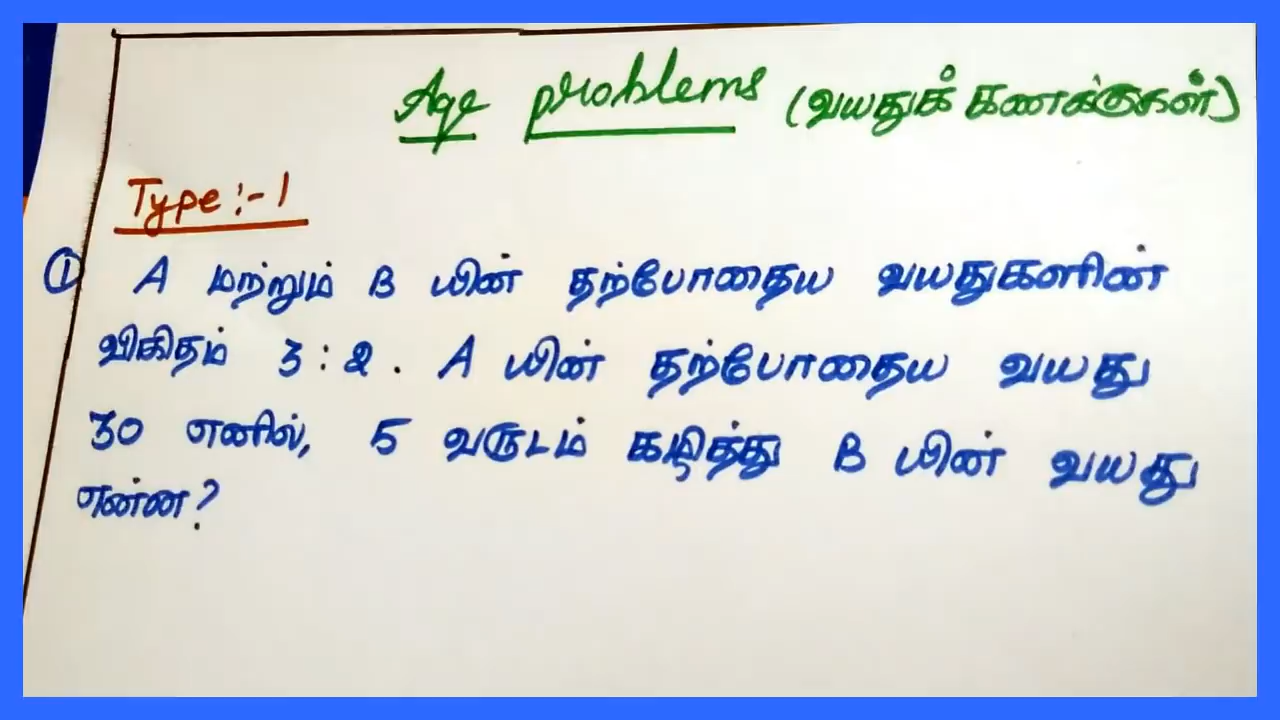 Age problems (வயதுக் கணக்குகள்)
Type :- 1
① A மற்றும் B யின் தற்போதைய வயதுகளின்
விகிதம் 3 : 2 . A யின் தற்போதைய வயது
30 எனில், 5 வருடம் கழித்து B யின் வயது
என்ன ?